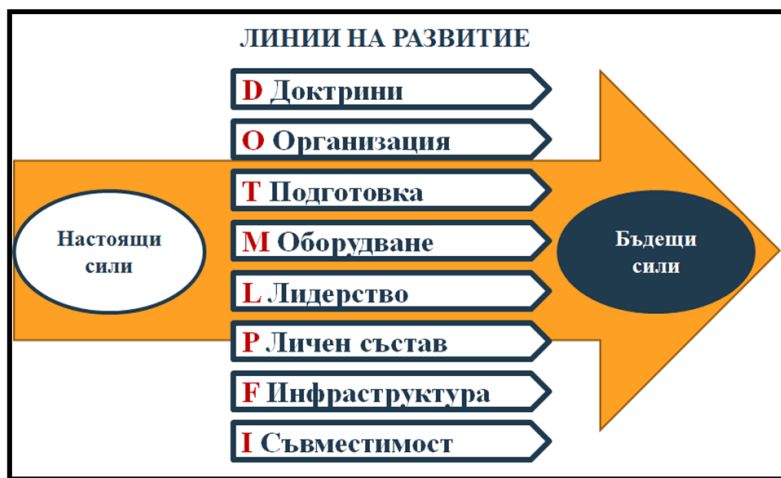 ЛИНИИ НА РАЗВИТИЕ
D Доктрини
O Организация
T Подготовка
M Оборудване
L Лидерство
P Личен състав
F Инфраструктура
I Съвместимост
Настоящи
сили
Бъдещи
сили